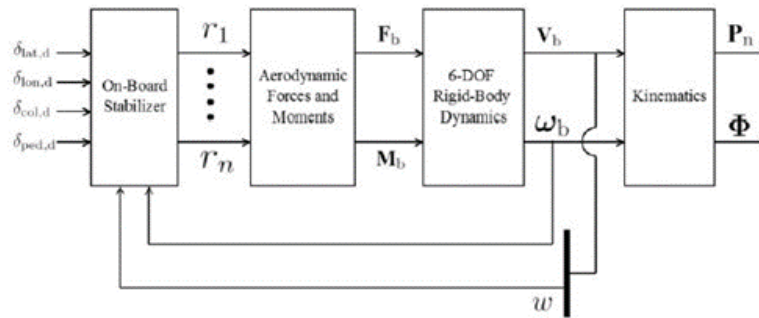 δlat,d
δlon,d
δcol,d
δped,d
On-Board
Stabilizer
r1
rn
Aerodynamic
Forces and
Moments
Fb
Mb
6-DOF
Rigid-Body
Dynamics
Vb
ωb
w
Kinematics
Pn
Φ